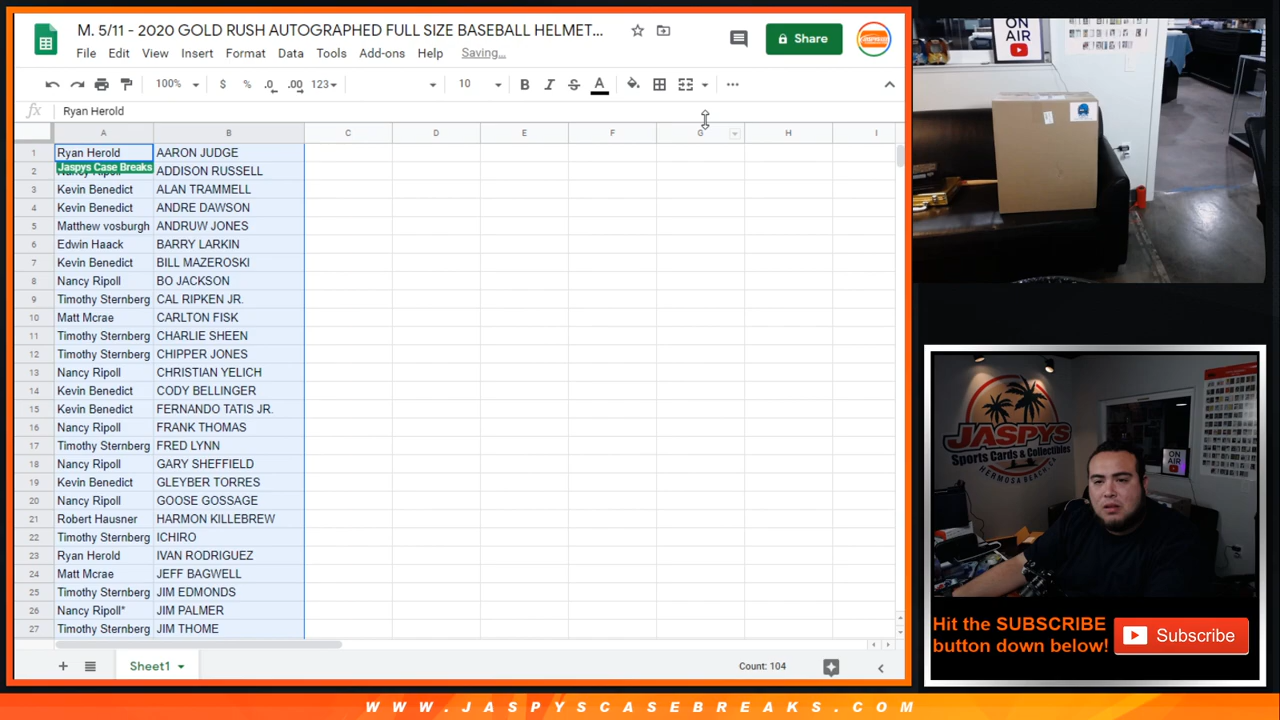 M. 5/11 - 2020 GOLD RUSH AUTOGRAPHED FULL SIZE BASEBALL HELMET...
Share
File Edit View Insert Format Data Tools Add-ons Help Saving...
100% $ % .0 .00 123 10 B I S A
fx Ryan Herold
A B C D E F G H I
1 Ryan Herold AARON JUDGE
Jaspys Case Breaks
2 Nancy Ripoll ADDISON RUSSELL
3 Kevin Benedict ALAN TRAMMELL
4 Kevin Benedict ANDRE DAWSON
5 Matthew vosburgh ANDRUW JONES
6 Edwin Haack BARRY LARKIN
7 Kevin Benedict BILL MAZEROSKI
8 Nancy Ripoll BO JACKSON
9 Timothy Sternberg CAL RIPKEN JR.
10 Matt Mcrae CARLTON FISK
11 Timothy Sternberg CHARLIE SHEEN
12 Timothy Sternberg CHIPPER JONES
13 Nancy Ripoll CHRISTIAN YELICH
14 Kevin Benedict CODY BELLINGER
15 Kevin Benedict FERNANDO TATIS JR.
16 Nancy Ripoll FRANK THOMAS
17 Timothy Sternberg FRED LYNN
18 Nancy Ripoll GARY SHEFFIELD
19 Kevin Benedict GLEYBER TORRES
20 Nancy Ripoll GOOSE GOSSAGE
21 Robert Hausner HARMON KILLEBREW
22 Timothy Sternberg ICHIRO
23 Ryan Herold IVAN RODRIGUEZ
24 Matt Mcrae JEFF BAGWELL
25 Timothy Sternberg JIM EDMONDS
26 Nancy Ripoll* JIM PALMER
27 Timothy Sternberg JIM THOME
Sheet1
Count: 104
ON
AIR
JASPYS
Sports Cards & Collectibles
HERMOSA BEACH, CA
ON
AIR
Hit the SUBSCRIBE
button down below!
Subscribe
WWW.JASPYSCASEBREAKS.COM